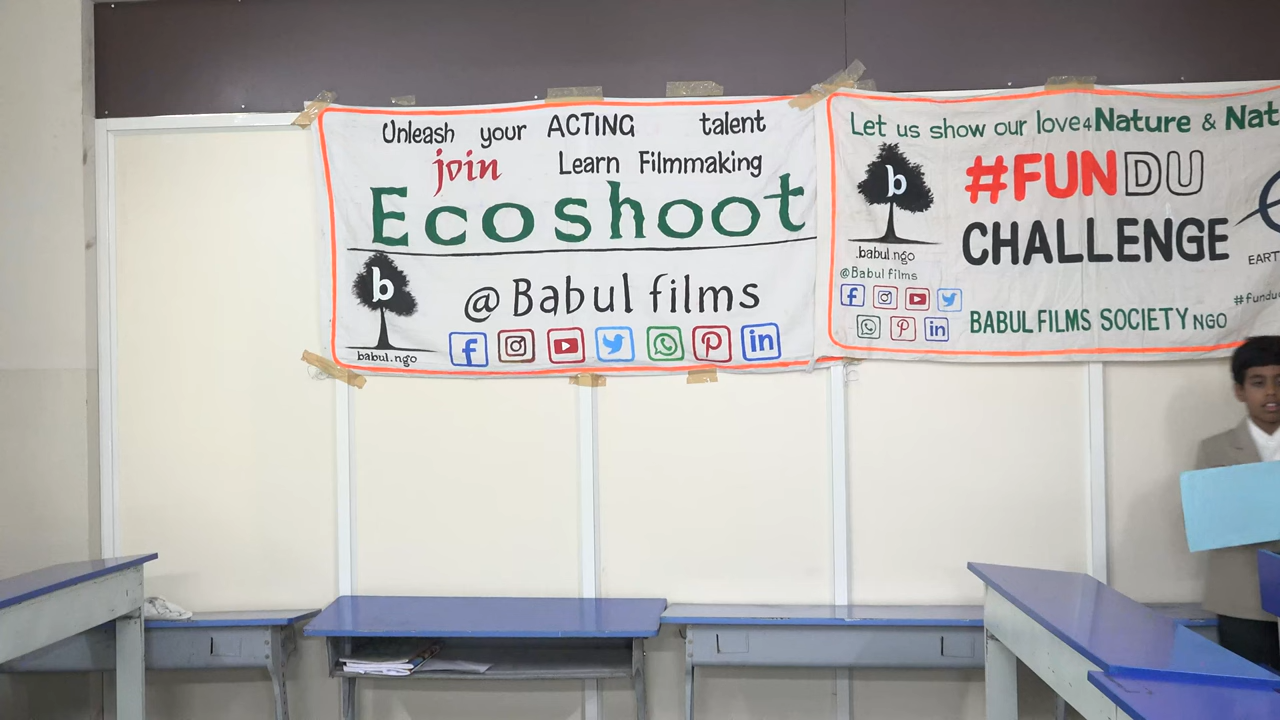 Unleash your ACTING talent
join Learn Filmmaking
Ecoshoot
b
babul.ngo
@Babul films
Let us show our love4Nature &
b
.babul.ngo
@Babul films
#FUNDU
CHALLENGE
BABUL FILMS SOCIETY NGO